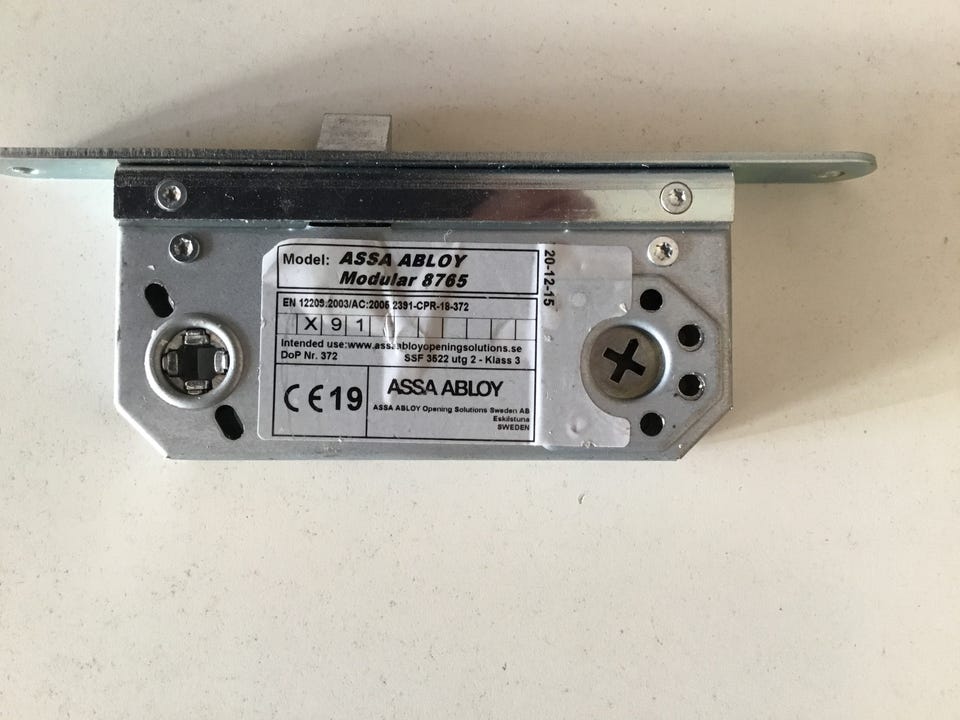 Model: ASSA ABLOY
Modular 8765
EN 12209:2003/AC:2005 2391-CPR-18-372
X 9 1
Intended use:www.assaabloyopeningsolutions.se
DoP Nr. 372 SSF 3522 utg 2 - Klass 3
CE 19
ASSA ABLOY
ASSA ABLOY Opening Solutions Sweden AB
Eskilstuna
SWEDEN
20-12-15